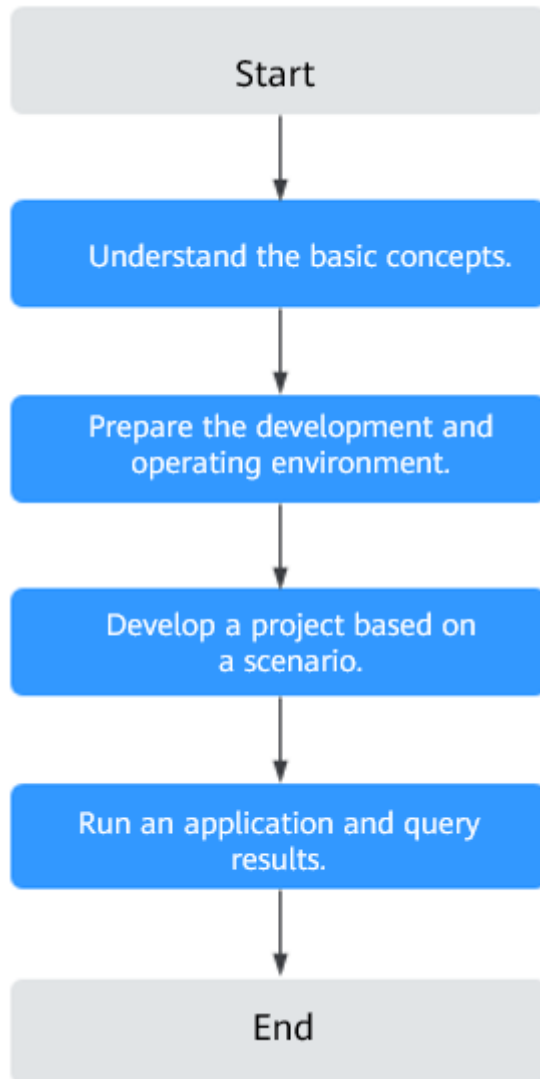 Start
Understand the basic concepts.
Prepare the development and
operating environment.
Develop a project based on
a scenario.
Run an application and query
results.
End